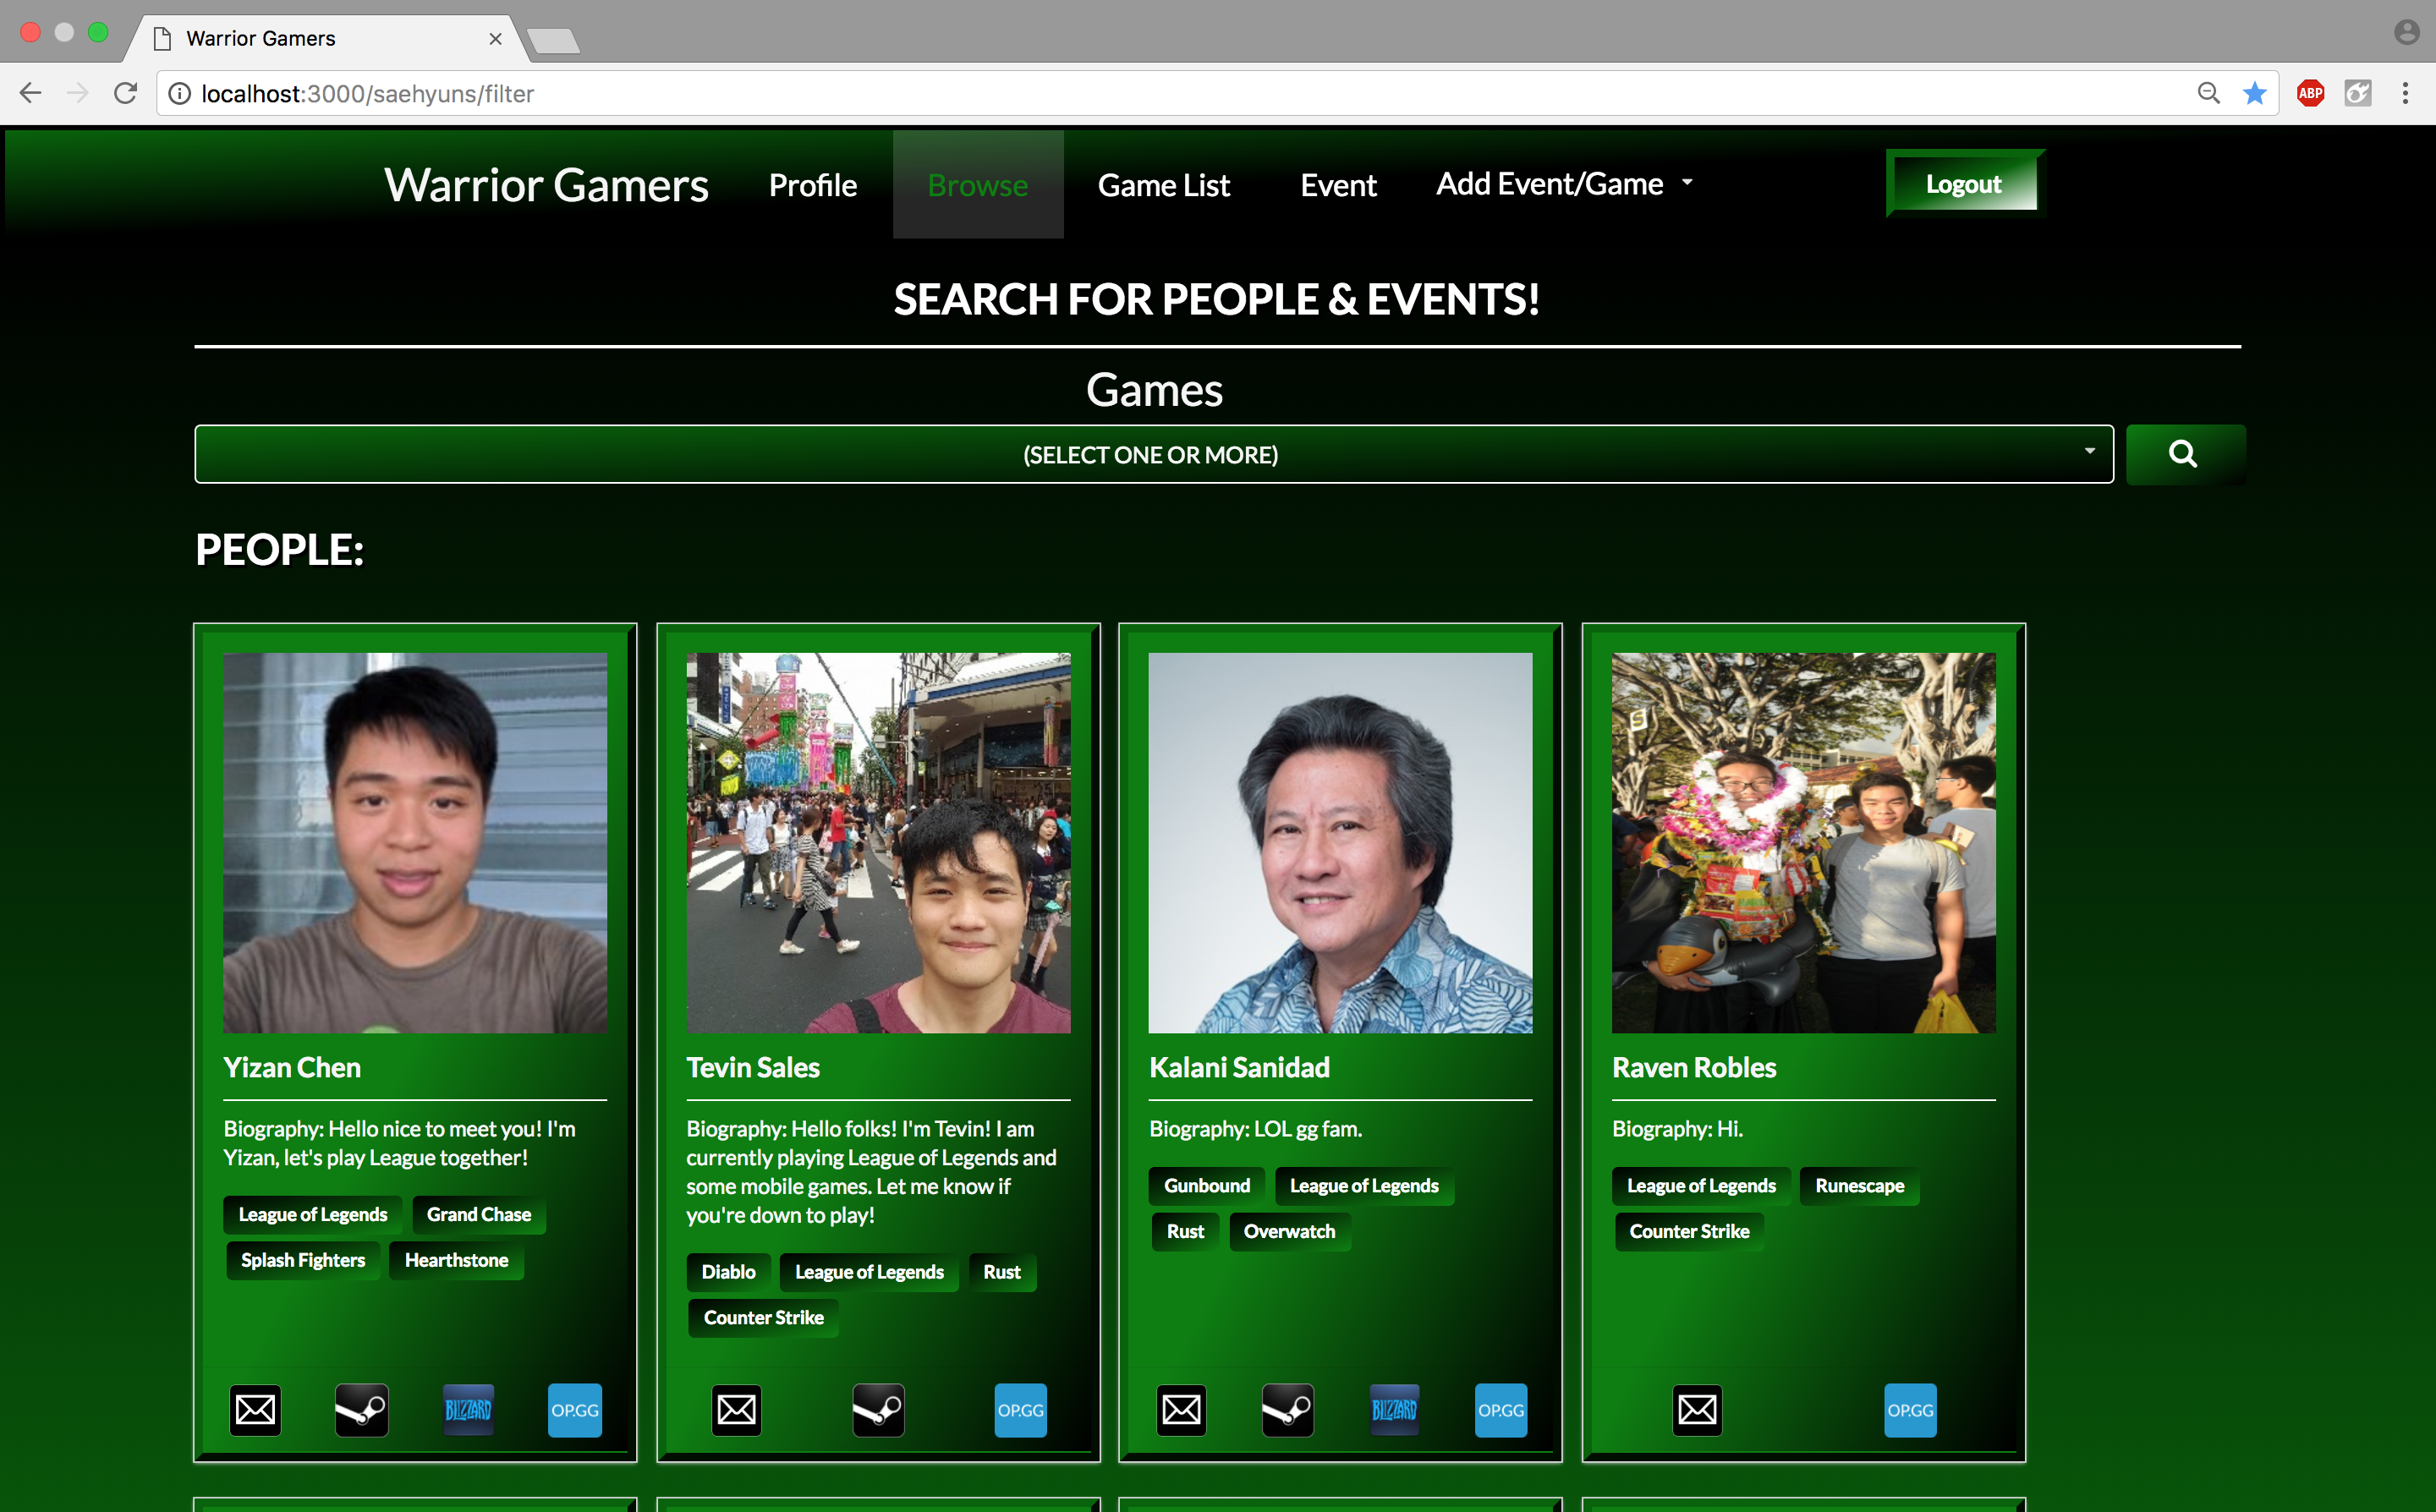 Warrior Gamers
localhost:3000/saehyuns/filter
ABP
Warrior Gamers Profile Browse Game List Event Add Event/Game Logout
SEARCH FOR PEOPLE & EVENTS!
Games
(SELECT ONE OR MORE)
PEOPLE:
Yizan Chen
Biography: Hello nice to meet you! I'm
Yizan, let's play League together!
League of Legends Grand Chase
Splash Fighters Hearthstone
BLIZZARD OP.GG
Tevin Sales
Biography: Hello folks! I'm Tevin! I am
currently playing League of Legends and
some mobile games. Let me know if
you're down to play!
Diablo League of Legends Rust
Counter Strike
OP.GG
Kalani Sanidad
Biography: LOL gg fam.
Gunbound League of Legends
Rust Overwatch
BLIZZARD OP.GG
Raven Robles
Biography: Hi.
League of Legends Runescape
Counter Strike
OP.GG